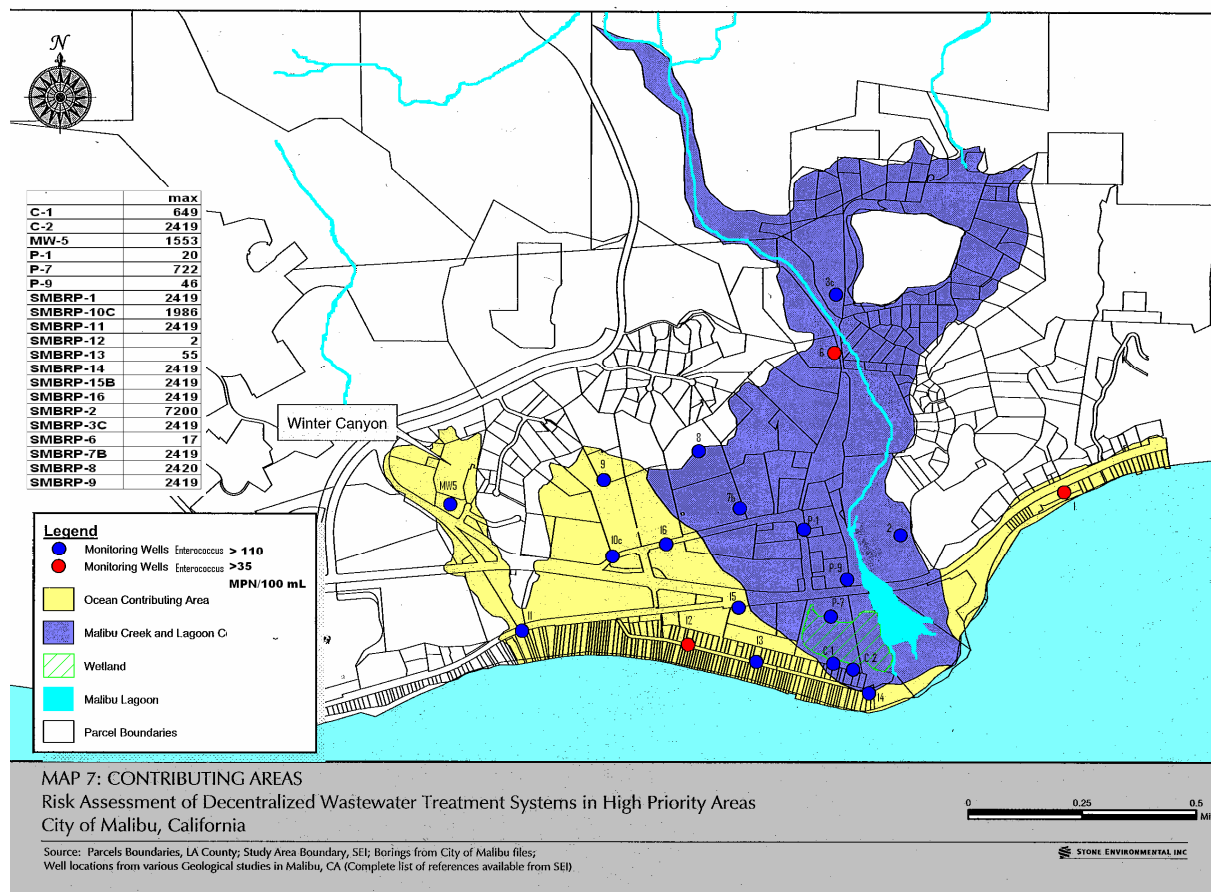 N
max
C-1 649
C-2 2419
MW-5 1553
P-1 20
P-7 722
P-9 46
SMBRP-1 2419
SMBRP-10C 1986
SMBRP-11 2419
SMBRP-12 2
SMBRP-13 55
SMBRP-14 2419
SMBRP-15B 2419
SMBRP-16 2419
SMBRP-2 7200
SMBRP-3C 2419
SMBRP-6 17
SMBRP-7B 2419
SMBRP-8 2420
SMBRP-9 2419
3c
6
Winter Canyon
8
9
MW5
7b
1
P-1
2
16
10c
P-9
15
P-7
11
12
13
C-1
C-2
14
Legend
Monitoring Wells Enterococcus > 110
Monitoring Wells Enterococcus >35
MPN/100 mL
Ocean Contributing Area
Malibu Creek and Lagoon C
Wetland
Malibu Lagoon
Parcel Boundaries
MAP 7: CONTRIBUTING AREAS
Risk Assessment of Decentralized Wastewater Treatment Systems in High Priority Areas
City of Malibu, California
0 0.25 0.5
Mi
Source: Parcels Boundaries, LA County; Study Area Boundary, SEI; Borings from City of Malibu files;
Well locations from various Geological studies in Malibu, CA (Complete list of references available from SEI)
STONE ENVIRONMENTAL INC